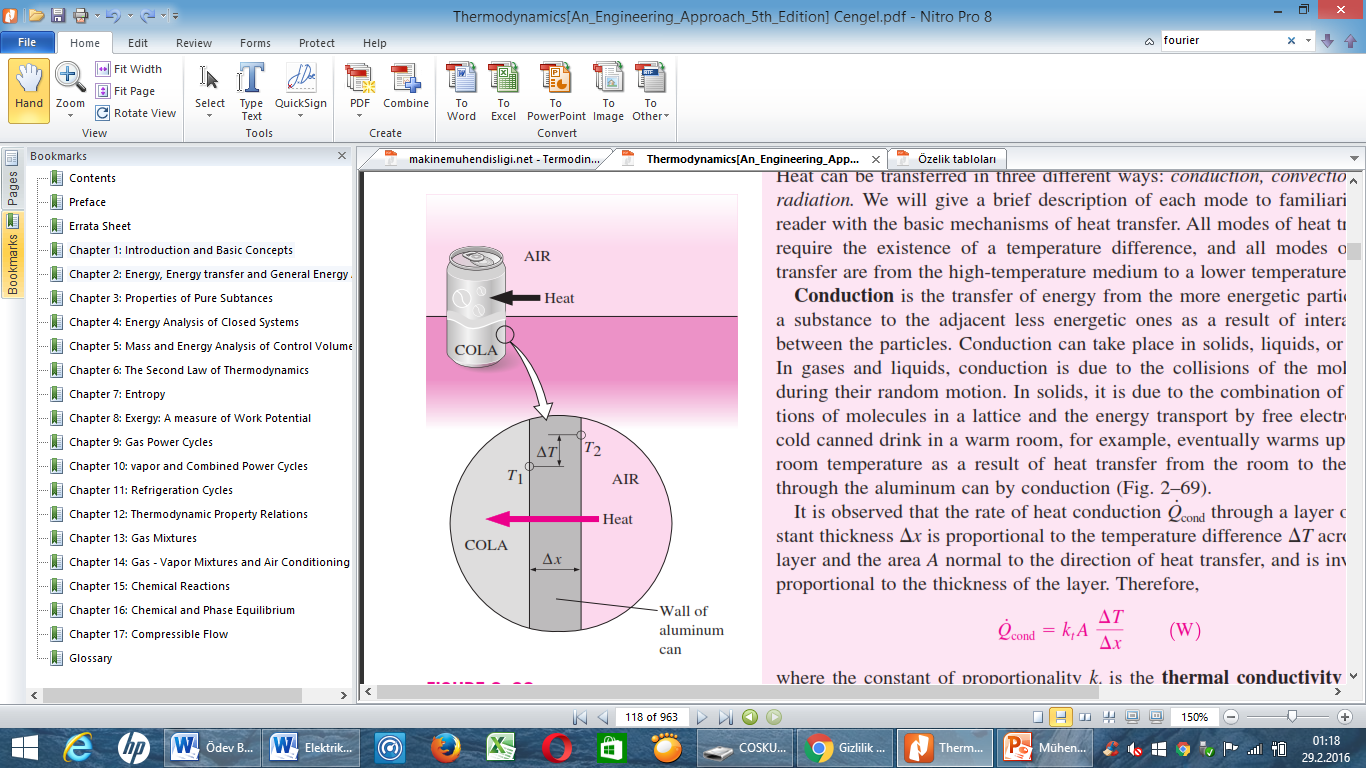 Thermodynamics[An_Engineering_Approach_5th_Edition] Cengel.pdf - Nitro Pro 8
File Home Edit Review Forms Protect Help
fourier
Hand
Zoom
Fit Width
Fit Page
Rotate View
View
Select
Type Text
QuickSign
Tools
PDF
Combine
Create
To Word
To Excel
To PowerPoint
To Image
To Other
Convert
Pages
Bookmarks
Bookmarks
Contents
Preface
Errata Sheet
Chapter 1: Introduction and Basic Concepts
Chapter 2: Energy, Energy transfer and General Energy
Chapter 3: Properties of Pure Subtances
Chapter 4: Energy Analysis of Closed Systems
Chapter 5: Mass and Energy Analysis of Control Volume
Chapter 6: The Second Law of Thermodynamics
Chapter 7: Entropy
Chapter 8: Exergy: A measure of Work Potential
Chapter 9: Gas Power Cycles
Chapter 10: vapor and Combined Power Cycles
Chapter 11: Refrigeration Cycles
Chapter 12: Thermodynamic Property Relations
Chapter 13: Gas Mixtures
Chapter 14: Gas - Vapor Mixtures and Air Conditioning
Chapter 15: Chemical Reactions
Chapter 16: Chemical and Phase Equilibrium
Chapter 17: Compressible Flow
Glossary
makinemuhendisligi.net - Termodin...
Thermodynamics[An_Engineering_App...
Özelik tabloları
AIR
Heat
COLA
ΔT
T2
T1
AIR
Heat
COLA
Δx
Wall of
aluminum
can
Heat can be transferred in three different ways: conduction, convectio
radiation. We will give a brief description of each mode to familiari
reader with the basic mechanisms of heat transfer. All modes of heat tr
require the existence of a temperature difference, and all modes o
transfer are from the high-temperature medium to a lower temperature
Conduction is the transfer of energy from the more energetic partic
a substance to the adjacent less energetic ones as a result of intera
between the particles. Conduction can take place in solids, liquids, or
In gases and liquids, conduction is due to the collisions of the mol
during their random motion. In solids, it is due to the combination of
tions of molecules in a lattice and the energy transport by free electr
cold canned drink in a warm room, for example, eventually warms up
room temperature as a result of heat transfer from the room to the
through the aluminum can by conduction (Fig. 2–69).
It is observed that the rate of heat conduction Q̇cond through a layer o
stant thickness Δx is proportional to the temperature difference ΔT acro
layer and the area A normal to the direction of heat transfer, and is inv
proportional to the thickness of the layer. Therefore,
Q̇cond = ktA ΔT/Δx (W)
where the constant of proportionality kt is the thermal conductivity
118 of 963
150%
Ödev B...
Elektrik...
COSKU...
Gizlilik ...
Therm...
Mühen...
01:18
29.2.2016